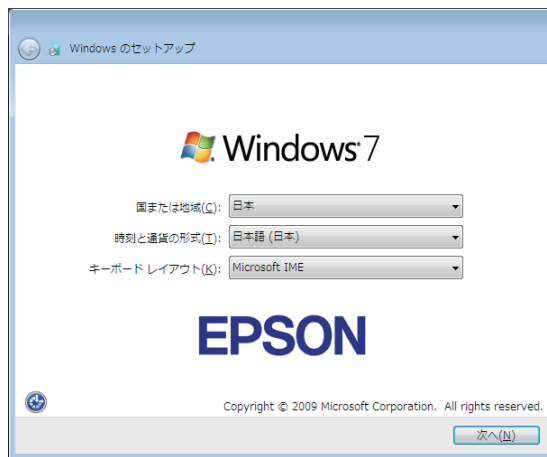 Windows のセットアップ
Windows 7
国または地域(C): 日本
時刻と通貨の形式(T): 日本語 (日本)
キーボード レイアウト(K): Microsoft IME
EPSON
Copyright © 2009 Microsoft Corporation. All rights reserved.
次へ(N)